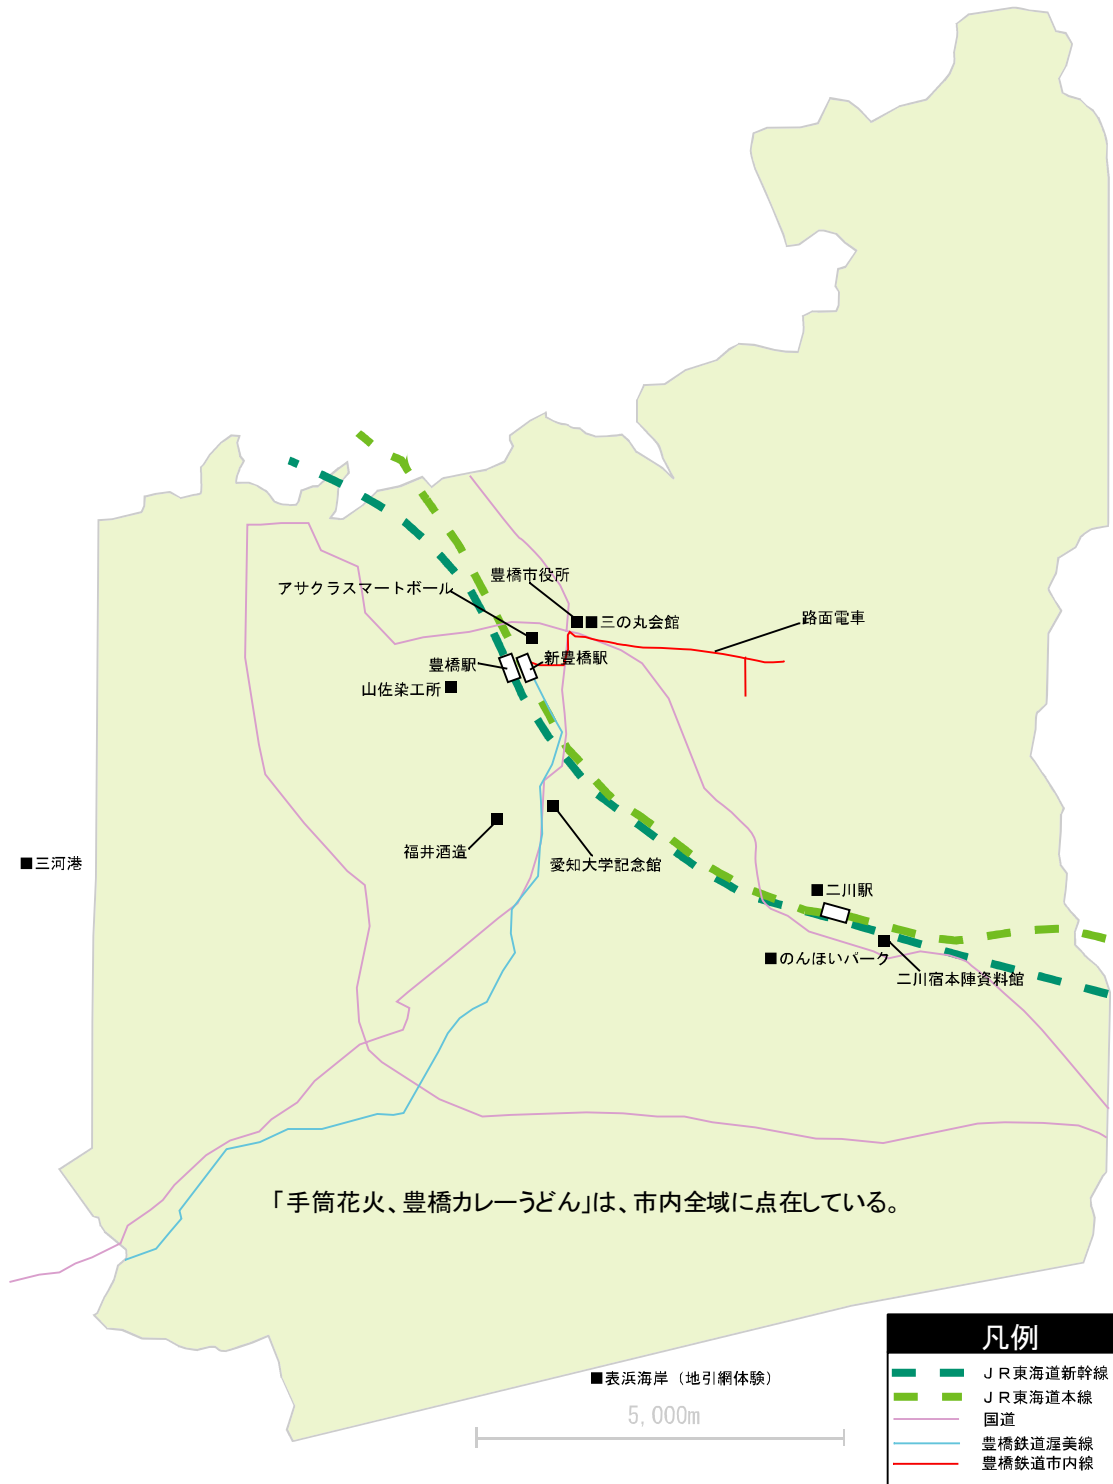 豊橋市役所
アサクラスマートボール
三の丸会館
路面電車
新豊橋駅
豊橋駅
山佐染工所
福井酒造
愛知大学記念館
三河港
二川駅
のんほいパーク
二川宿本陣資料館
「手筒花火、豊橋カレーうどん」は、市内全域に点在している。
表浜海岸（地引網体験）
5,000m
凡例
ＪＲ東海道新幹線
ＪＲ東海道本線
国道
豊橋鉄道渥美線
豊橋鉄道市内線